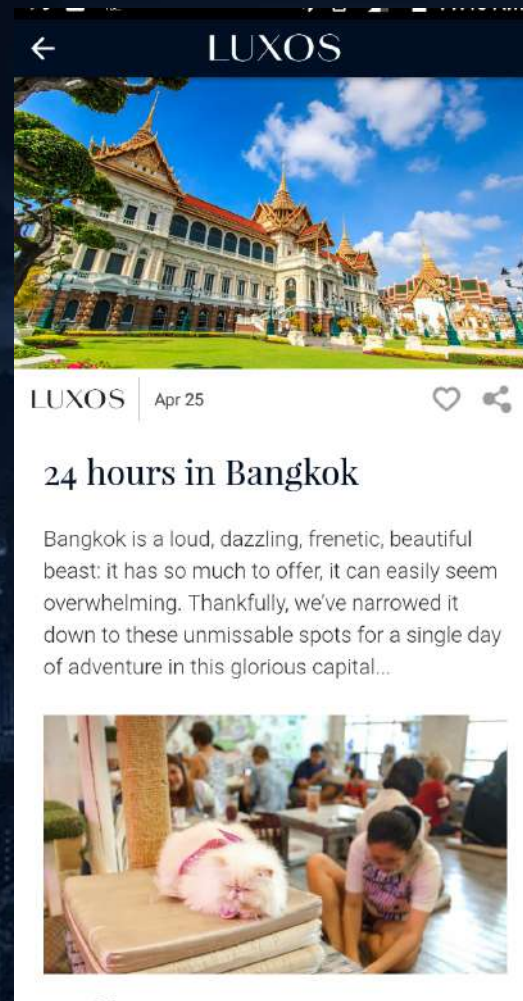 LUXOS
LUXOS
Apr 25
24 hours in Bangkok
Bangkok is a loud, dazzling, frenetic, beautiful
beast: it has so much to offer, it can easily seem
overwhelming. Thankfully, we’ve narrowed it
down to these unmissable spots for a single day
of adventure in this glorious capital...